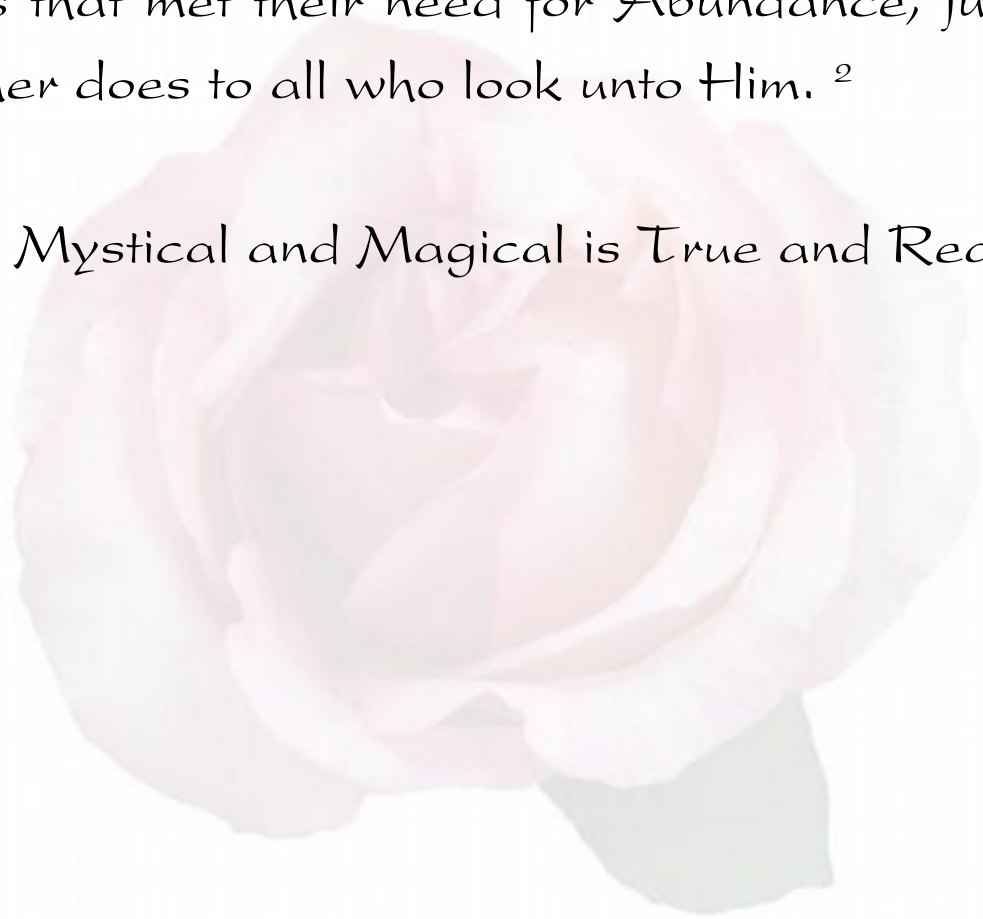 that met their need for Abundance,
does to all who look unto Him. ²
Mystical and Magical is True and